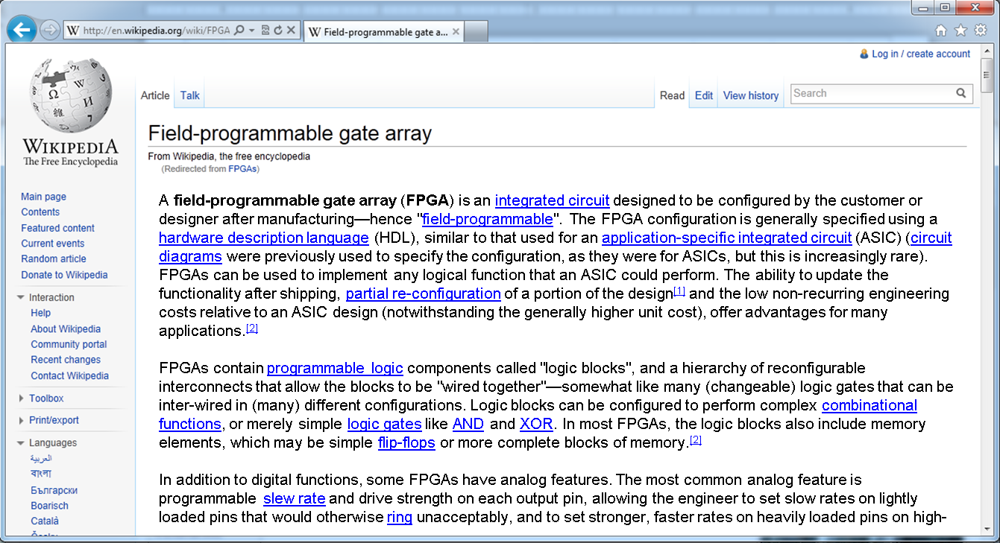 http://en.wikipedia.org/wiki/FPGA
W Field-programmable gate a...
Log in / create account
WIKIPEDIA
The Free Encyclopedia
Article Talk Read Edit View history Search
Field-programmable gate array
From Wikipedia, the free encyclopedia
(Redirected from FPGAs)
Main page
Contents
Featured content
Current events
Random article
Donate to Wikipedia
Interaction
Help
About Wikipedia
Community portal
Recent changes
Contact Wikipedia
Toolbox
Print/export
Languages
العربية
বাংলা
Български
Boarisch
Català
A field-programmable gate array (FPGA) is an integrated circuit designed to be configured by the customer or
designer after manufacturing—hence "field-programmable". The FPGA configuration is generally specified using a
hardware description language (HDL), similar to that used for an application-specific integrated circuit (ASIC) (circuit
diagrams were previously used to specify the configuration, as they were for ASICs, but this is increasingly rare).
FPGAs can be used to implement any logical function that an ASIC could perform. The ability to update the
functionality after shipping, partial re-configuration of a portion of the design[1] and the low non-recurring engineering
costs relative to an ASIC design (notwithstanding the generally higher unit cost), offer advantages for many
applications.[2]
FPGAs contain programmable logic components called "logic blocks", and a hierarchy of reconfigurable
interconnects that allow the blocks to be "wired together"—somewhat like many (changeable) logic gates that can be
inter-wired in (many) different configurations. Logic blocks can be configured to perform complex combinational
functions, or merely simple logic gates like AND and XOR. In most FPGAs, the logic blocks also include memory
elements, which may be simple flip-flops or more complete blocks of memory.[2]
In addition to digital functions, some FPGAs have analog features. The most common analog feature is
programmable slew rate and drive strength on each output pin, allowing the engineer to set slow rates on lightly
loaded pins that would otherwise ring unacceptably, and to set stronger, faster rates on heavily loaded pins on high-